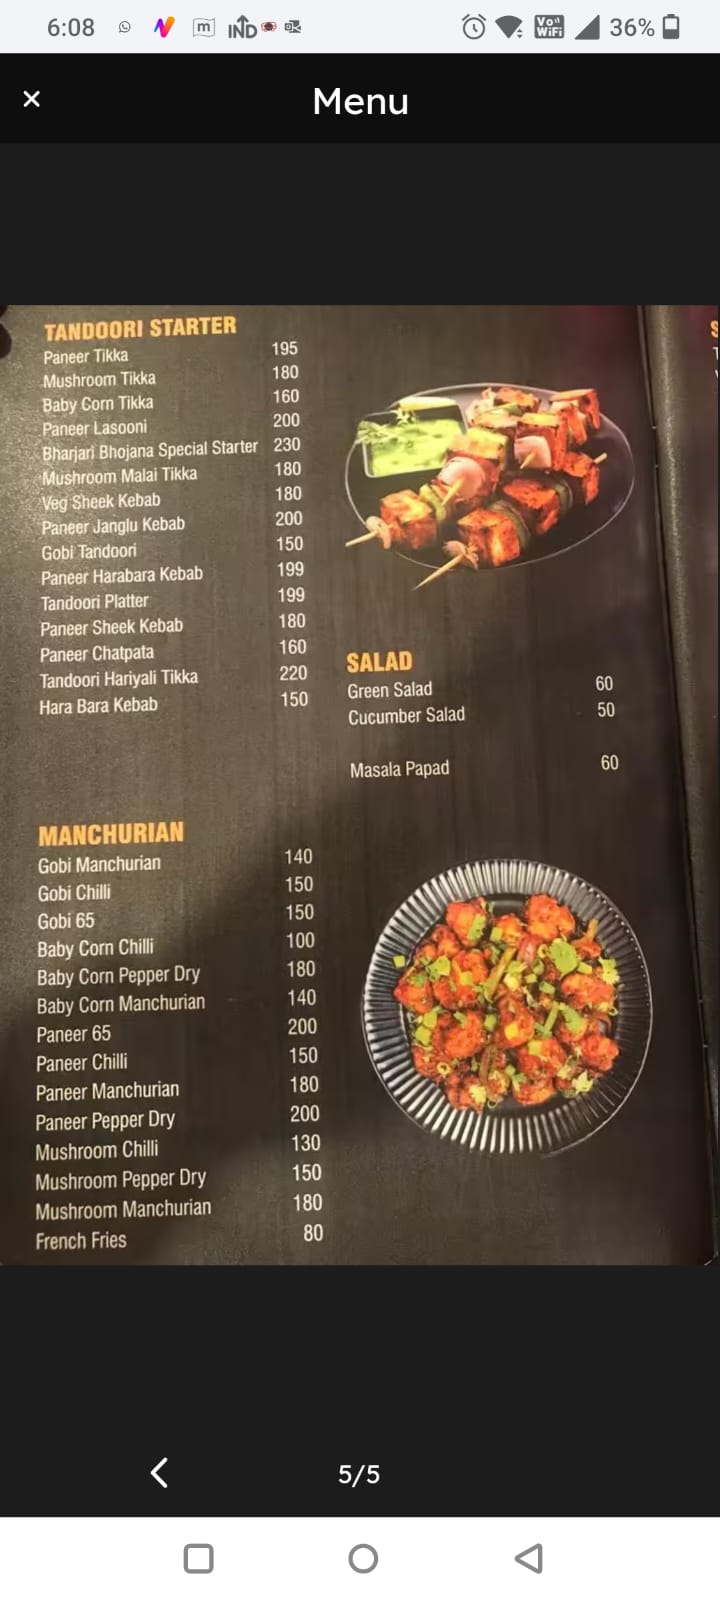 6:08
m
IND
Vo))
WiFi
36%
Menu
TANDOORI STARTER
Paneer Tikka 195
Mushroom Tikka 180
Baby Corn Tikka 160
Paneer Lasooni 200
Bharjari Bhojana Special Starter 230
Mushroom Malai Tikka 180
Veg Sheek Kebab 180
Paneer Janglu Kebab 200
Gobi Tandoori 150
Paneer Harabara Kebab 199
Tandoori Platter 199
Paneer Sheek Kebab 180
Paneer Chatpata 160
Tandoori Hariyali Tikka 220
Hara Bara Kebab 150
SALAD
Green Salad 60
Cucumber Salad 50
Masala Papad 60
MANCHURIAN
Gobi Manchurian 140
Gobi Chilli 150
Gobi 65 150
Baby Corn Chilli 100
Baby Corn Pepper Dry 180
Baby Corn Manchurian 140
Paneer 65 200
Paneer Chilli 150
Paneer Manchurian 180
Paneer Pepper Dry 200
Mushroom Chilli 130
Mushroom Pepper Dry 150
Mushroom Manchurian 180
French Fries 80
5/5